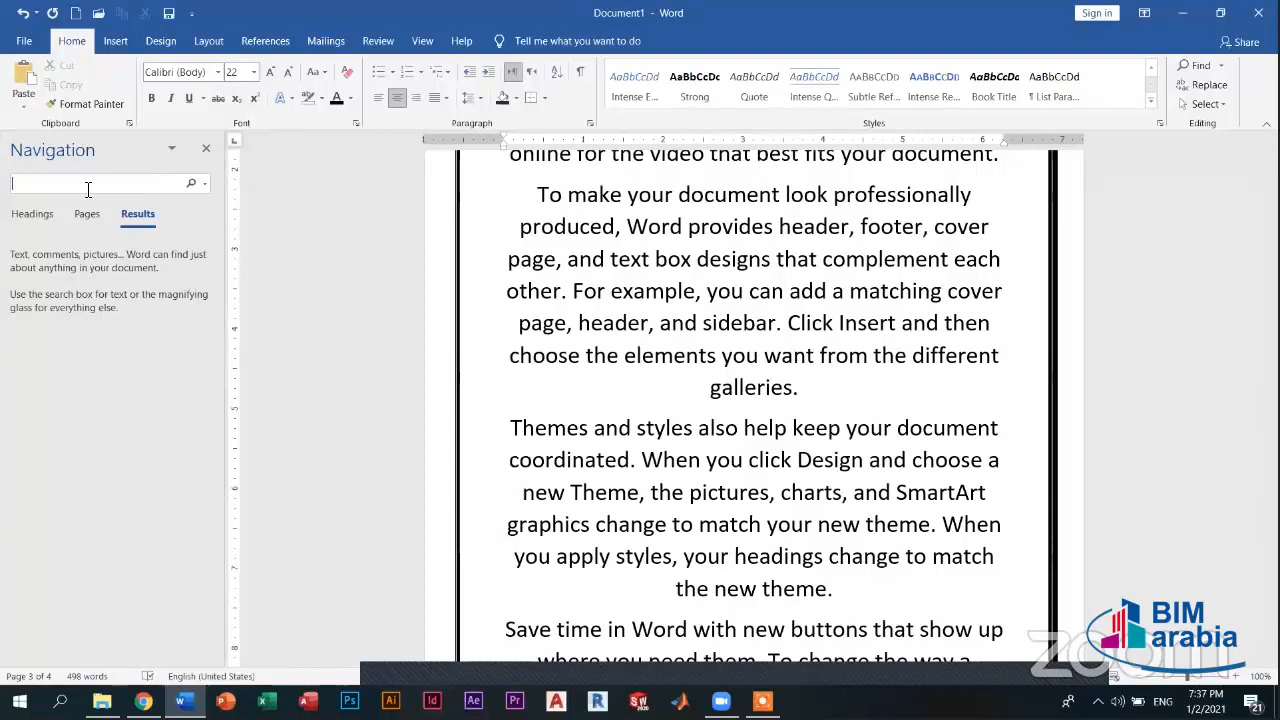 Document1 - Word
Sign in
File Home Insert Design Layout References Mailings Review View Help Tell me what you want to do Share
Paste Cut Copy Format Painter Clipboard
Calibri (Body) 22
Paragraph
AaBbCcDd AaBbCcDc AaBbCcDd AaBbCcDd AaBbCcDd AaBbCcDd AaBbCcDc AaBbCcDd
Intense E... Strong Quote Intense Q... Subtle Ref... Intense Re... Book Title ¶ List Para...
Styles
Find
Replace
Select
Editing
Navigation
Headings Pages Results
Text, comments, pictures... Word can find just
about anything in your document.
Use the search box for text or the magnifying
glass for everything else.
online for the video that best fits your document.
To make your document look professionally
produced, Word provides header, footer, cover
page, and text box designs that complement each
other. For example, you can add a matching cover
page, header, and sidebar. Click Insert and then
choose the elements you want from the different
galleries.
Themes and styles also help keep your document
coordinated. When you click Design and choose a
new Theme, the pictures, charts, and SmartArt
graphics change to match your new theme. When
you apply styles, your headings change to match
the new theme.
Save time in Word with new buttons that show up
where you need them. To change the way a
BIM
arabia
zoom
Page 3 of 4 498 words English (United States) 100%
ENG 7:37 PM
1/2/2021
21